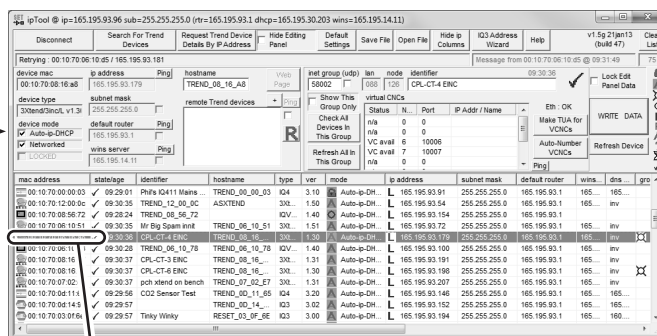 ipTool @ ip=165.195.93.96 sub=255.255.255.0 (rtr=165.195.93.1 dhcp=165.195.30.203 wins=165.195.14.11)
Disconnect Search For Trend Devices Request Trend Device Details By IP Address Hide Editing Panel Default Settings Save File Open File Hide ip Columns IQ3 Address Wizard Help v1.5g 21jan13 (build 47) Clea List
Retrying : 00:10:70:06:10:d5 / 165.195.93.181 Message from 00:10:70:06:10:d5 @ 09:31:49 75
device mac ip address Ping hostname inet group (udp) lan node identifier 09:30:36 Lock Edit Panel Data
00:10:70:08:16:a8 165.195.93.179 TREND_08_16_A8 Web Page 58002 088 126 CPL-CT-4 EINC
device type subnet mask remote Trend devices + Ping Show This Group Only virtual CNCs
3Xtend/3inc/L v1.3 255.255.255.0 Status N... Port IP Addr / Name Eth : OK WRITE DATA
device mode default router Ping Check All Devices In This Group n/a 0 0 Make TUA for VCNCs
Auto-ip-DHCP 165.195.93.1 R n/a 0 0
Networked wins server Ping Refresh All In This Group VC avail 6 10006 Auto-Number VCNCs Refresh Device
LOCKED 165.195.14.11 VC avail 7 10007 Ping
mac address state/age identifier hostname type ver mode ip address subnet mask default router wins... dns ... gro
00:10:70:00:00:03 09:29:01 Phil's IQ411 Mains ... TREND_00_00_03 IQ4 3.10 Auto-ip-DH... L 165.195.93.91 255.255.255.0 165.195.93.1 165.... 165....
00:10:70:12:00:0c 09:30:35 TREND_12_00_0C ASXTEND 3Xt... 1.50 Auto-ip-DH... L 165.195.93.54 255.255.255.0 165.195.93.1 165.... inv
00:10:70:08:56:72 09:28:24 TREND_08_56_72 IQV... 1.40 Auto-ip-DH... L 165.195.93.154 255.255.255.0 165.195.93.1 inv
00:10:70:06:10:51 09:30:35 Mr Big Spam innit TREND_06_10_51 3Xt... 1.51 Auto-ip-DH... L 165.195.93.72 255.255.255.0 165.195.93.1 165.... inv
09:30:36 CPL-CT-4 EINC TREND_08_16_... 3Xt... 1.30 Auto-ip-DH... L 165.195.93.179 255.255.255.0 165.195.93.1 165.... inv
00:10:70:06:10 09:30:28 TREND_06_10_78 TREND_06_10_78 IQV... 1.40 Auto-ip-DH... L 165.195.93.100 255.255.255.0 165.195.93.1 165.... inv
00:10:70:08:16 09:30:37 CPL-CT-4 EINC TREND_08_16_... 3Xt... 1.31 Auto-ip-DH... L 165.195.93.191 255.255.255.0 165.195.93.1 165.... inv
00:10:70:08:16 09:30:37 CPL-CT-6 EINC TREND_08_16_... 3Xt... 1.30 Auto-ip-DH... L 165.195.93.198 255.255.255.0 165.195.93.1 165.... inv
00:10:70:07:02: 09:30:37 pch xtend on bench TREND_07_02_E7 3Xt... 1.31 Auto-ip-DH... L 165.195.93.207 255.255.255.0 165.195.93.1 165.... inv
00:10:70:0d:11: 09:29:56 CO2 Sensor Test TREND_0D_11_65 IQ4 3.20 Auto-ip-DH... L 165.195.93.146 255.255.255.0 165.195.93.1 165.... 165....
00:10:70:0d:14: 09:29:57 TREND_0D_14_... IQ3 3.02 Auto-ip-DH... L 165.195.93.152 255.255.255.0 165.195.93.1 165.... 165....
00:10:70:03:0f:6e 09:29:57 Tinky Winky RESET_03_0F_6E IQ3 3.00 Auto-ip-DH... L 165.195.93.194 255.255.255.0 165.195.93.1 165.... 160....